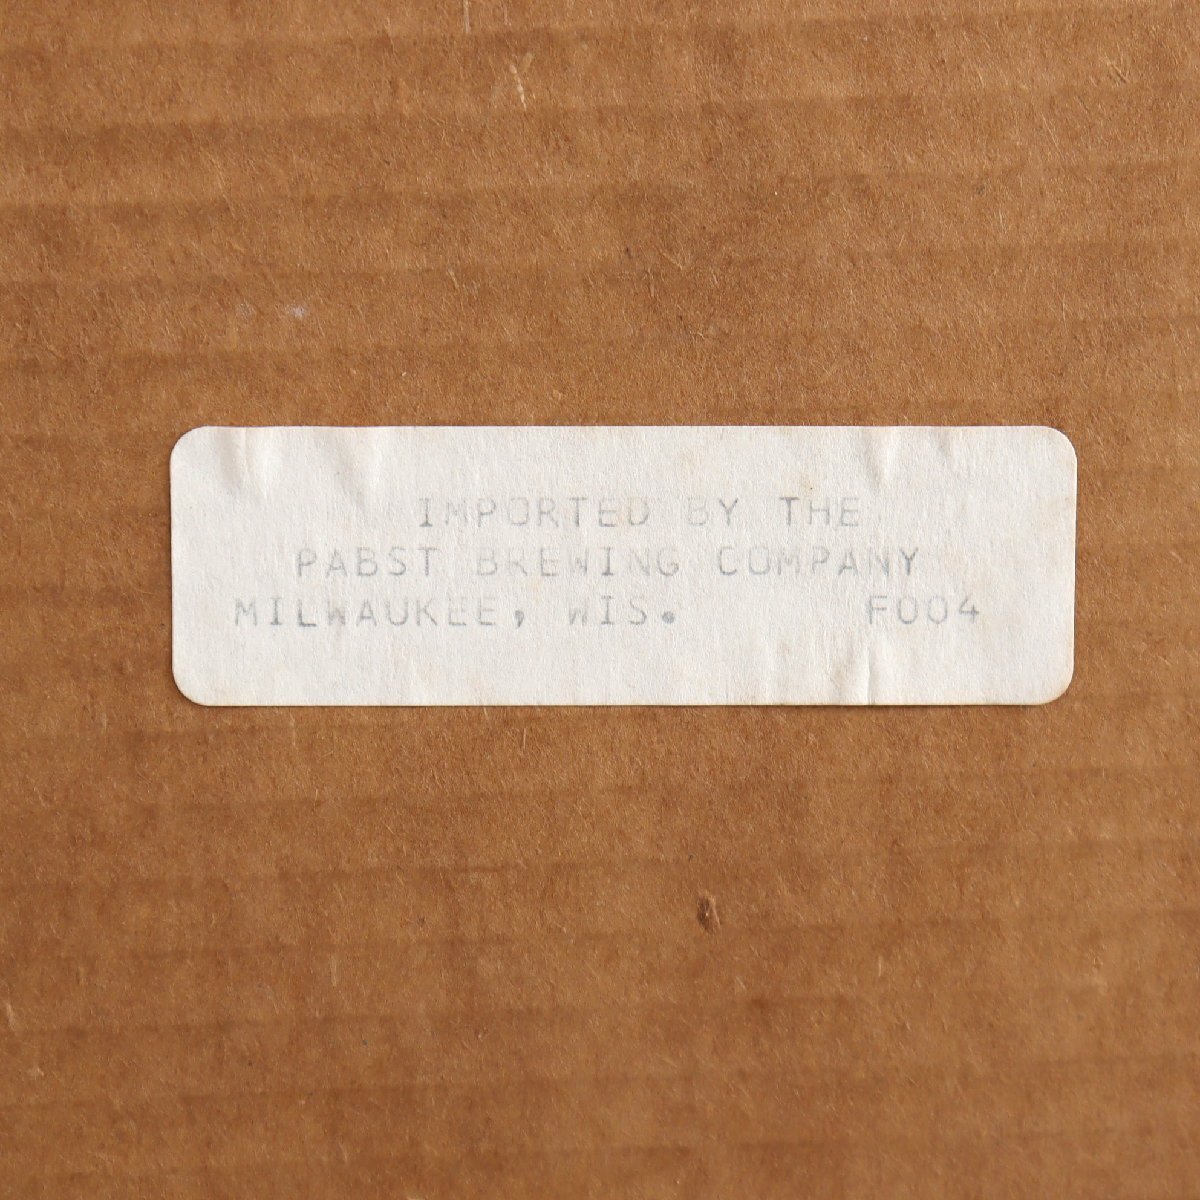 IMPORTED BY THE
PABST BREWING COMPANY
MILWAUKEE, WIS. F004